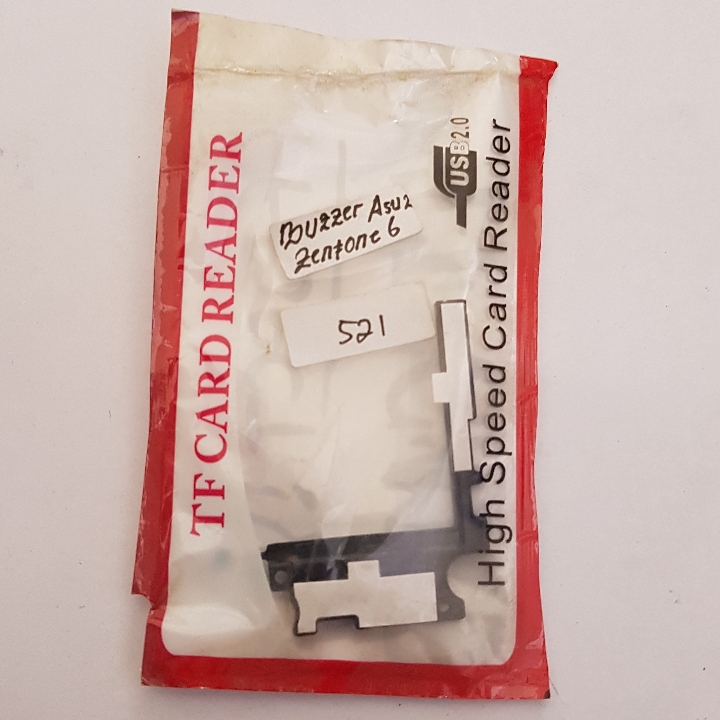 TF CARD READER
Buzzer Asus
Zenfone 6
521
USB 2.0
High Speed Card Reader